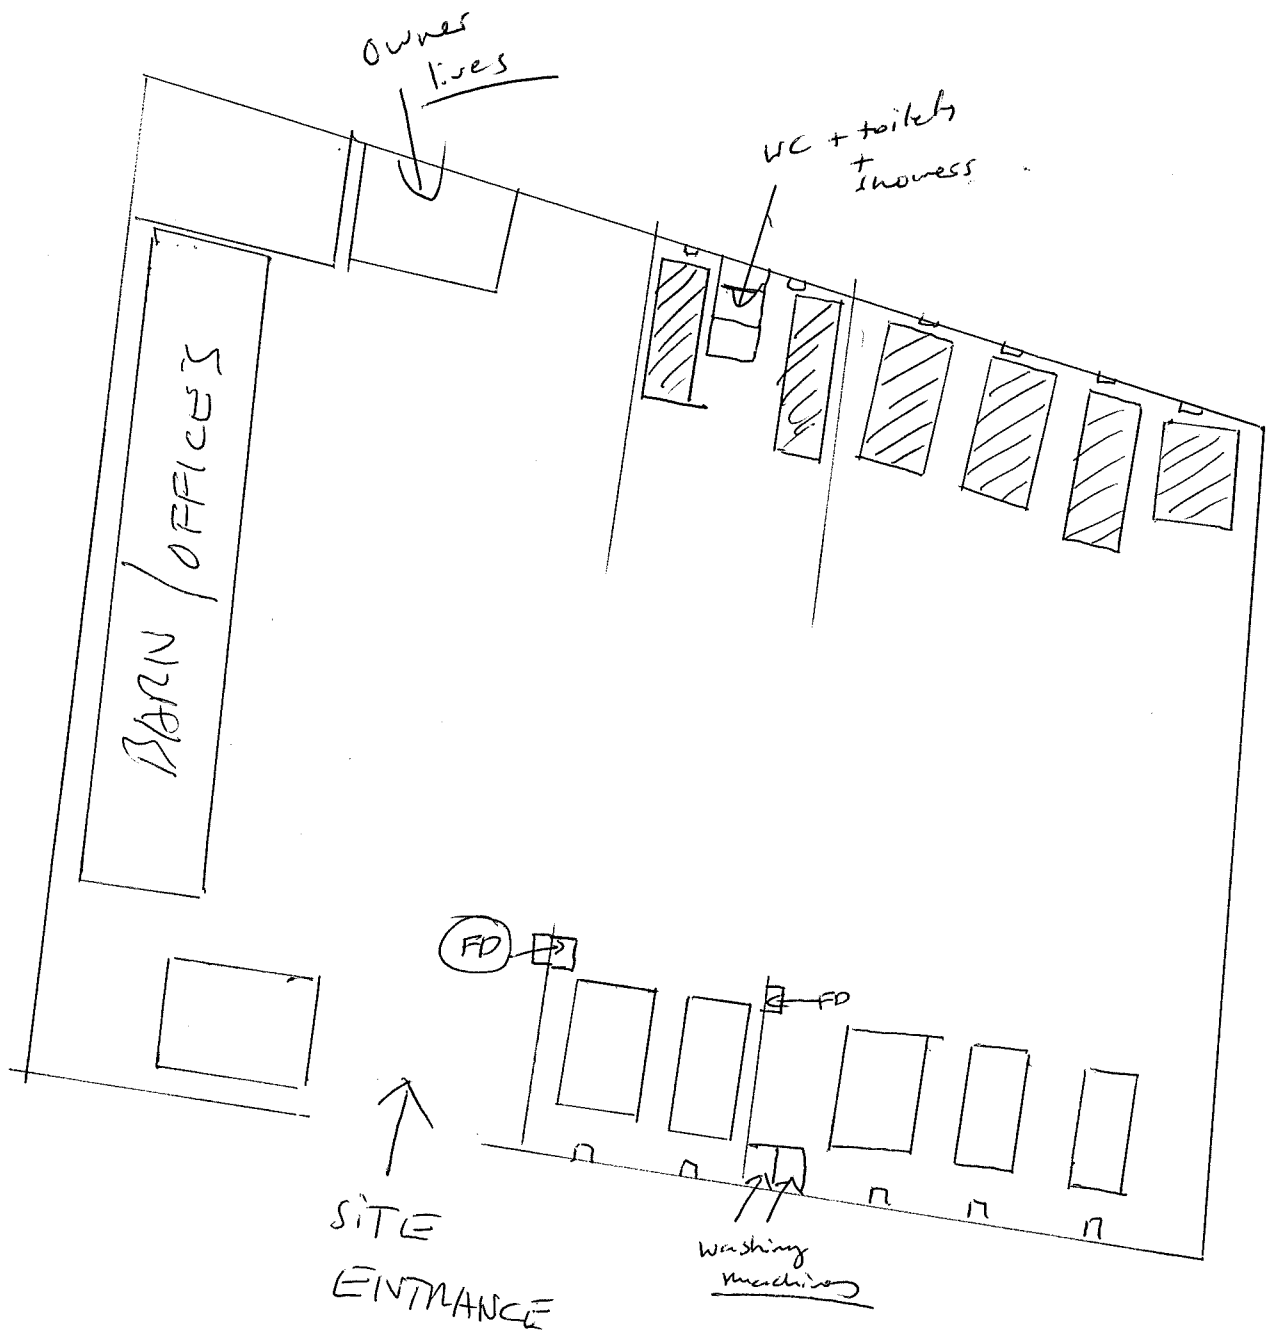 Owner
lives
WC + toilets
+
showers
BARN / OFFICES
FD
FD
SITE
ENTRANCE
washing
machines